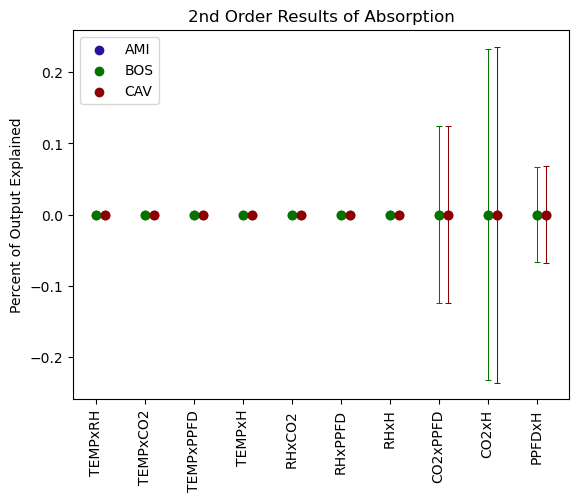 2nd Order Results of Absorption
AMI
BOS
CAV
Percent of Output Explained
0.2
0.1
0.0
−0.1
−0.2
TEMPxRH
TEMPxCO2
TEMPxPPFD
TEMPxH
RHxCO2
RHxPPFD
RHxH
CO2xPPFD
CO2xH
PPFDxH